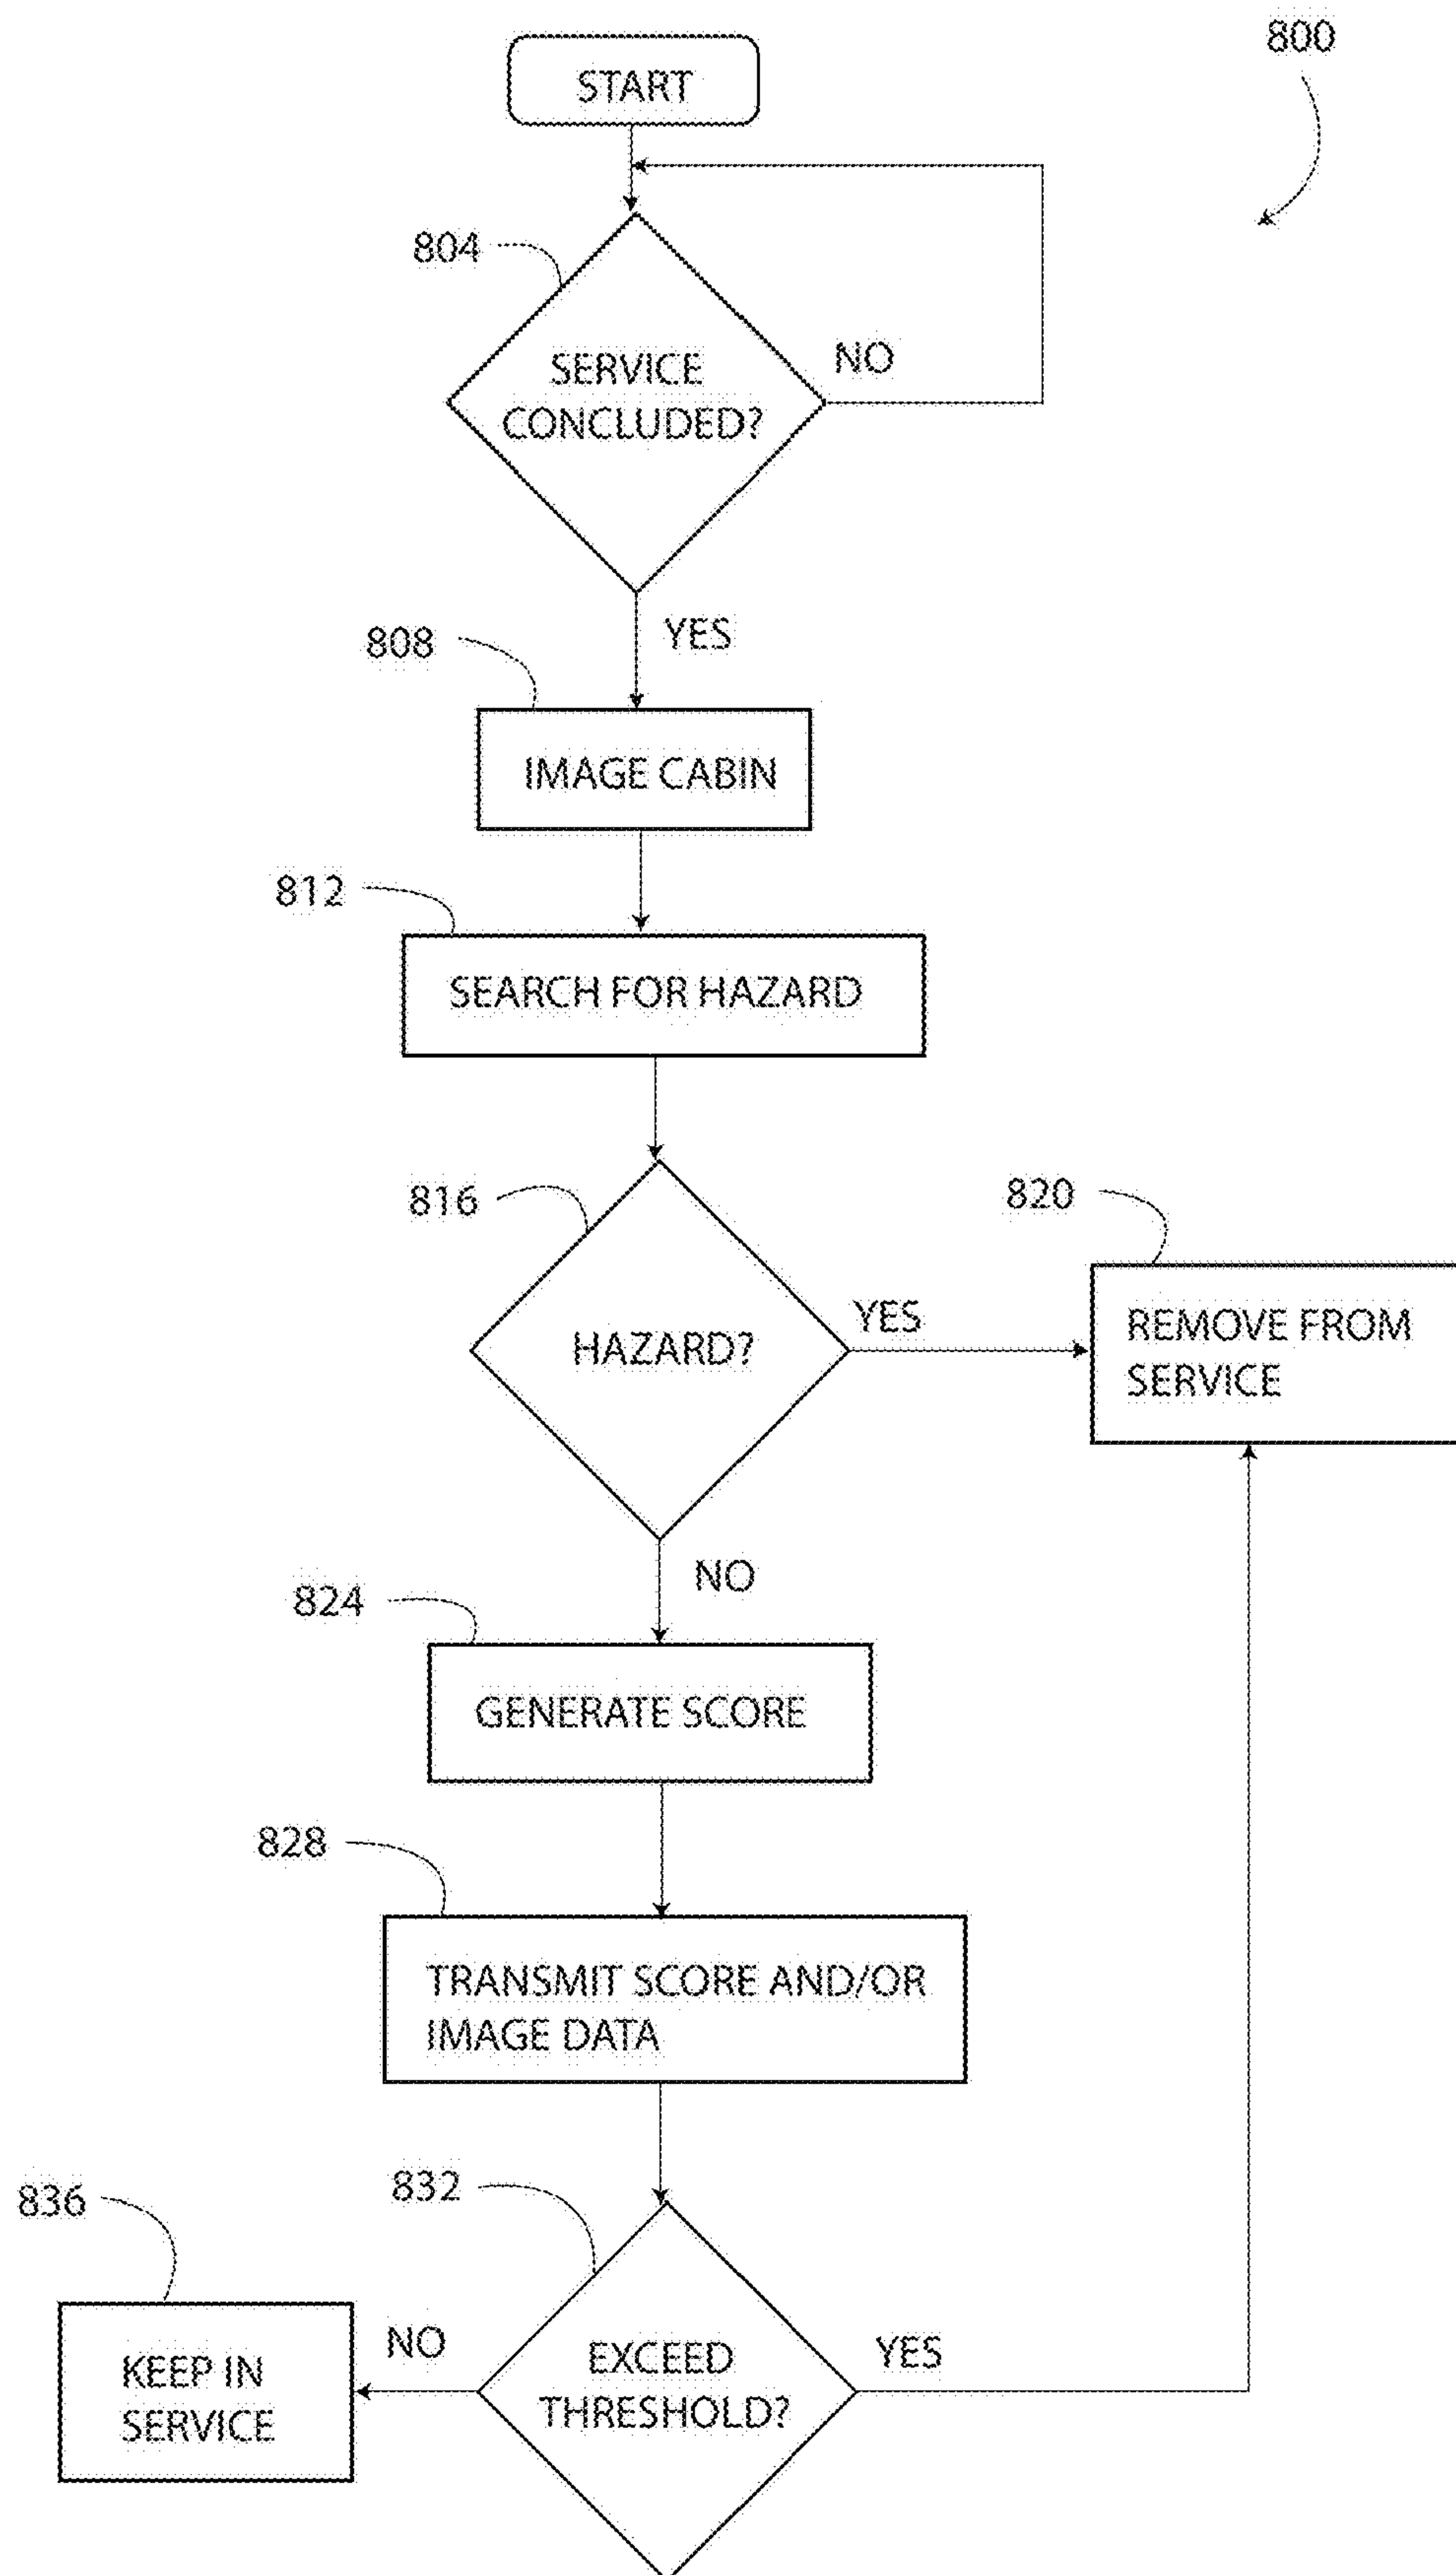 800
START
804
SERVICE
CONCLUDED?
NO
YES
808
IMAGE CABIN
812
SEARCH FOR HAZARD
816
HAZARD?
YES
820
REMOVE FROM
SERVICE
NO
824
GENERATE SCORE
828
TRANSMIT SCORE AND/OR
IMAGE DATA
832
EXCEED
THRESHOLD?
YES
NO
836
KEEP IN
SERVICE